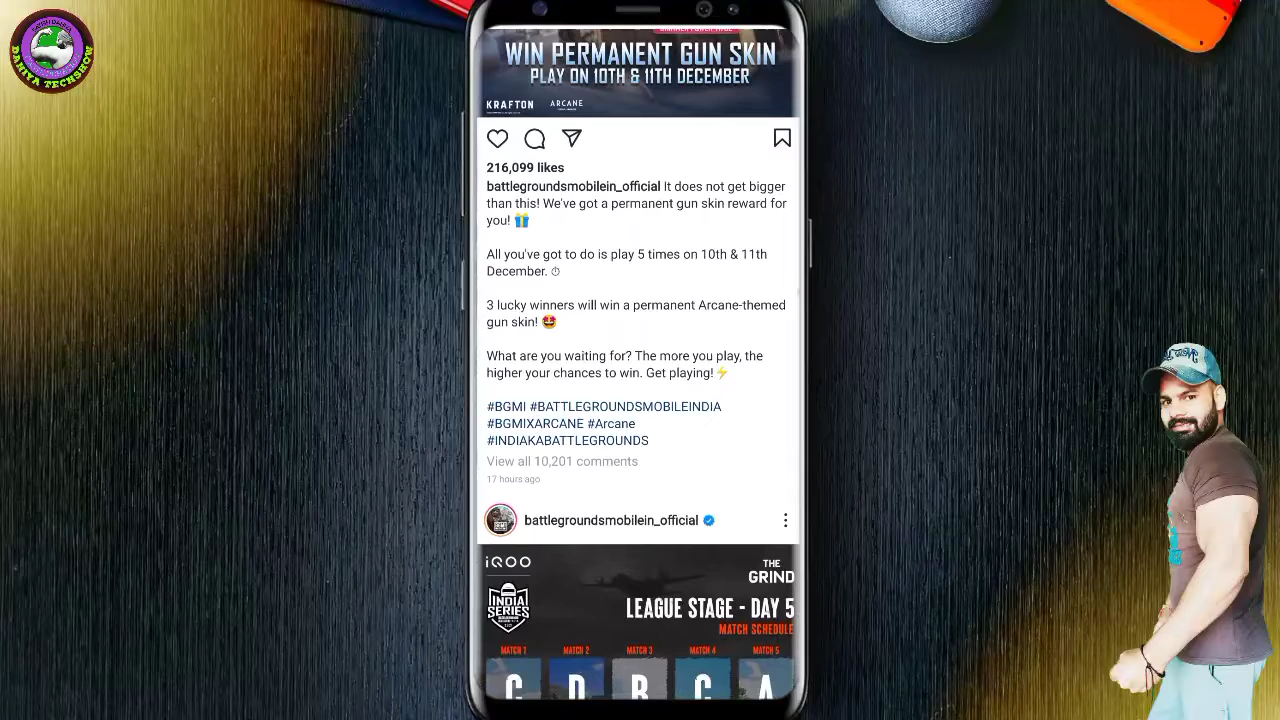 DANIYA TECHSHOW
WIN PERMANENT GUN SKIN
PLAY ON 10TH & 11TH DECEMBER
KRAFTON ARCANE
216,099 likes
battlegroundsmobilein_official It does not get bigger
than this! We've got a permanent gun skin reward for
you! 🎁
All you've got to do is play 5 times on 10th & 11th
December. ⏱
3 lucky winners will win a permanent Arcane-themed
gun skin! 🤩
What are you waiting for? The more you play, the
higher your chances to win. Get playing!⚡
#BGMI #BATTLEGROUNDSMOBILEINDIA
#BGMIXARCANE #Arcane
#INDIAKABATTLEGROUNDS
View all 10,201 comments
17 hours ago
battlegroundsmobilein_official
iQOO
THE
GRIND
INDIA
SERIES
LEAGUE STAGE - DAY 5
MATCH SCHEDULE
MATCH 1 MATCH 2 MATCH 3 MATCH 4 MATCH 5